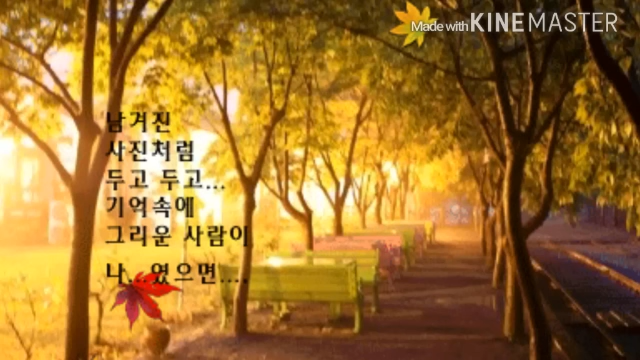 Made with KINEMASTER
남겨진
사진처럼
두고 두고...
기억속에
그리운 사람이
나...였으면....